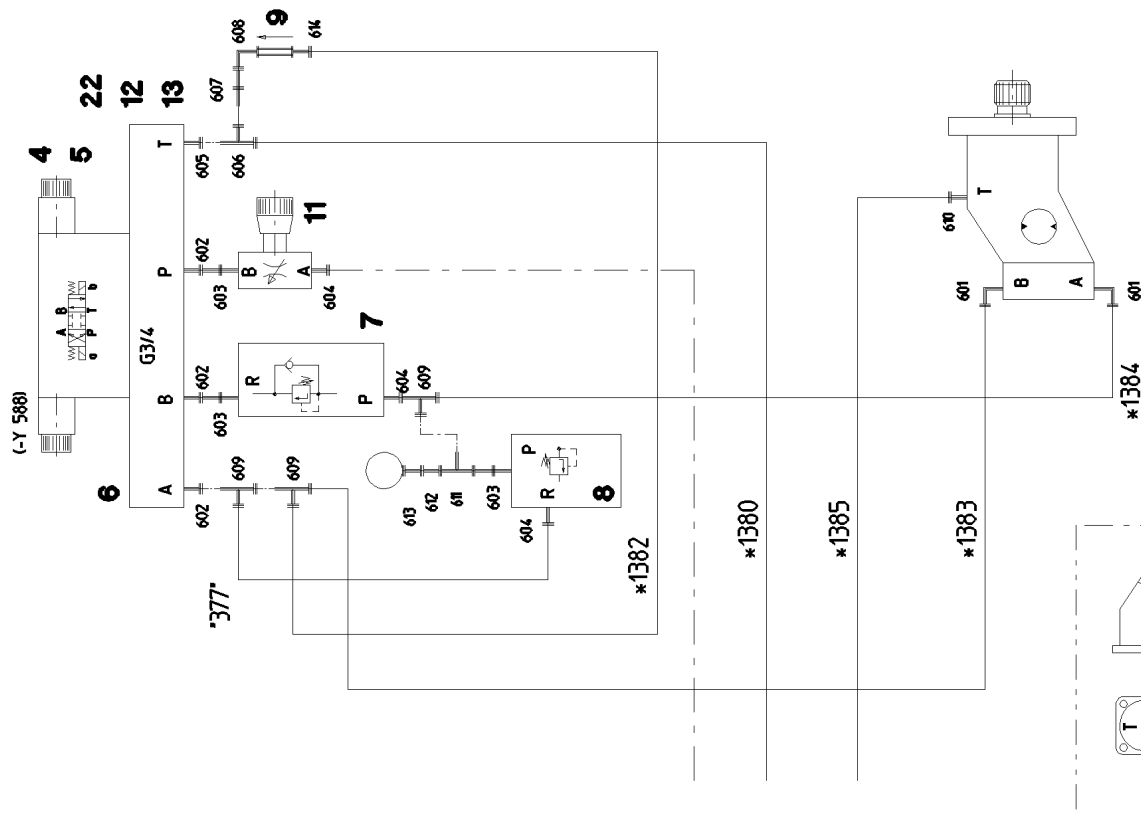 (-Y 588)
4
5
22
12
13
6
A B
a P T b
G3/4
A
B
P
T
602
609
609
602
603
R
P
7
604
609
602
603
B
A
11
604
605
606
607
608
9
614
613
612
611
603
P
R
8
604
"377"
*1382
*1380
*1385
*1383
*1384
610
T
601
B
A
601
T